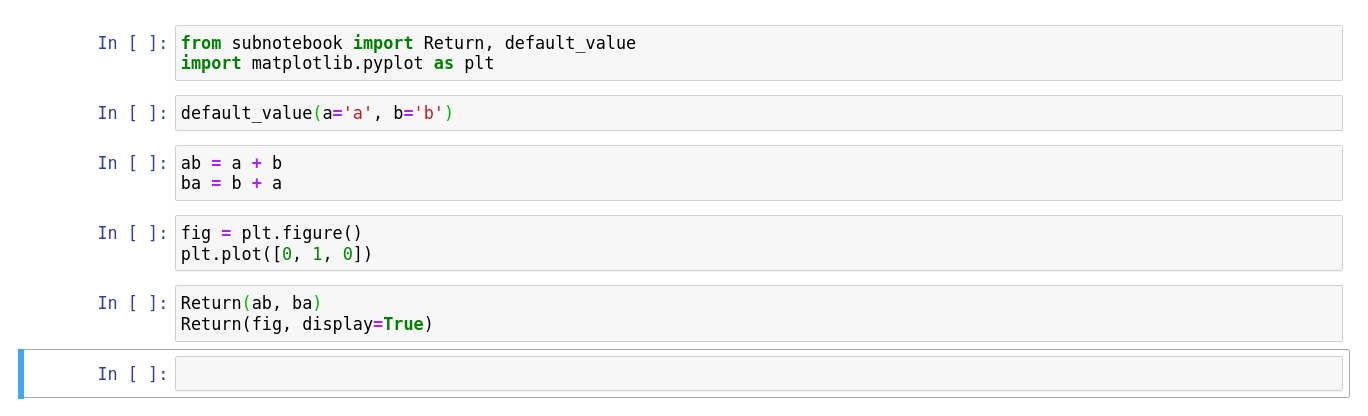 In [ ]: from subnotebook import Return, default_value
import matplotlib.pyplot as plt
In [ ]: default_value(a='a', b='b')
In [ ]: ab = a + b
ba = b + a
In [ ]: fig = plt.figure()
plt.plot([0, 1, 0])
In [ ]: Return(ab, ba)
Return(fig, display=True)
In [ ]: